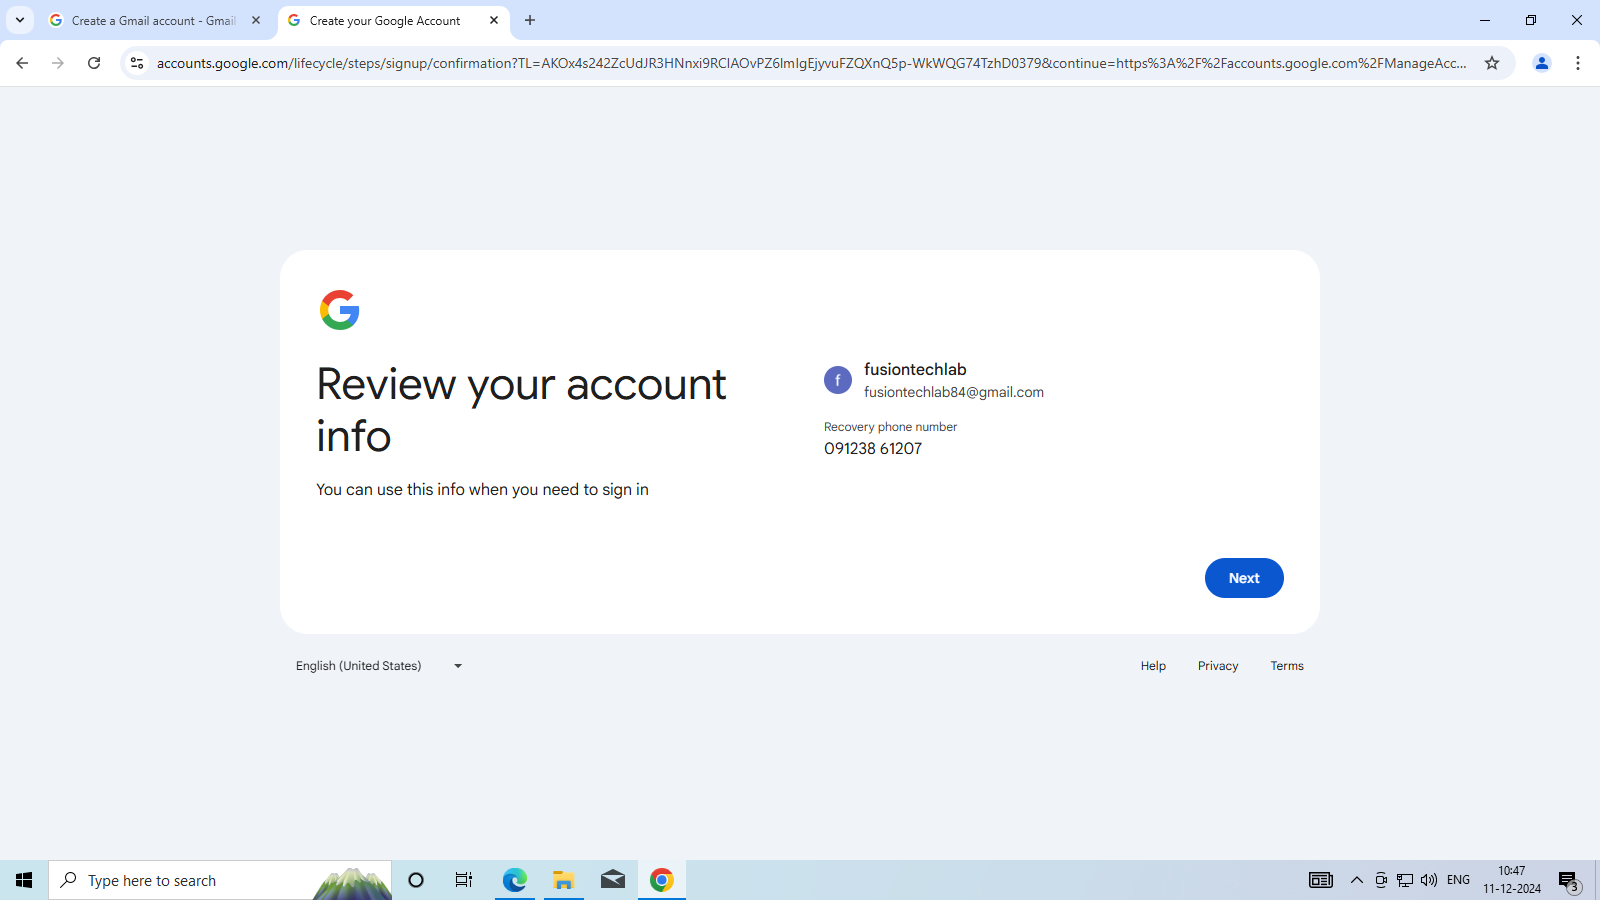 Create a Gmail account - Gmail
Create your Google Account
accounts.google.com/lifecycle/steps/signup/confirmation?TL=AKOx4s242ZcUdJR3HNnxi9RClAOvPZ6lmIgEjyvuFZQXnQ5p-WkWQG74TzhD0379&continue=https%3A%2F%2Faccounts.google.com%2FManageAcc...
Review your account
info
You can use this info when you need to sign in
f
fusiontechlab
fusiontechlab84@gmail.com
Recovery phone number
091238 61207
Next
English (United States)
Help
Privacy
Terms
Type here to search
ENG
10:47
11-12-2024
3